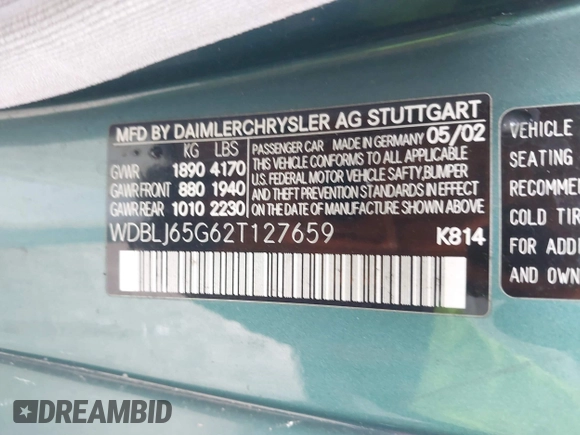 MFD BY DAIMLERCHRYSLER AG STUTTGART
KG LBS
GVWR 1890 4170
GAWR FRONT 880 1940
GAWR REAR 1010 2230
PASSENGER CAR MADE IN GERMANY 05/02
THIS VEHICLE CONFORMS TO ALL APPLICABLE
U.S. FEDERAL MOTOR VEHICLE SAFTY,BUMPER
AND THEFT PREVENTION STANDARDS IN EFFECT
ON THE DATE OF MANUFACTURE SHOWN ABOVE
WDBLJ65G62T127659 K814
VEHICLE
SEATING
RECOMME
COLD TIR
FOR ADDI
AND OWN
DREAMBID